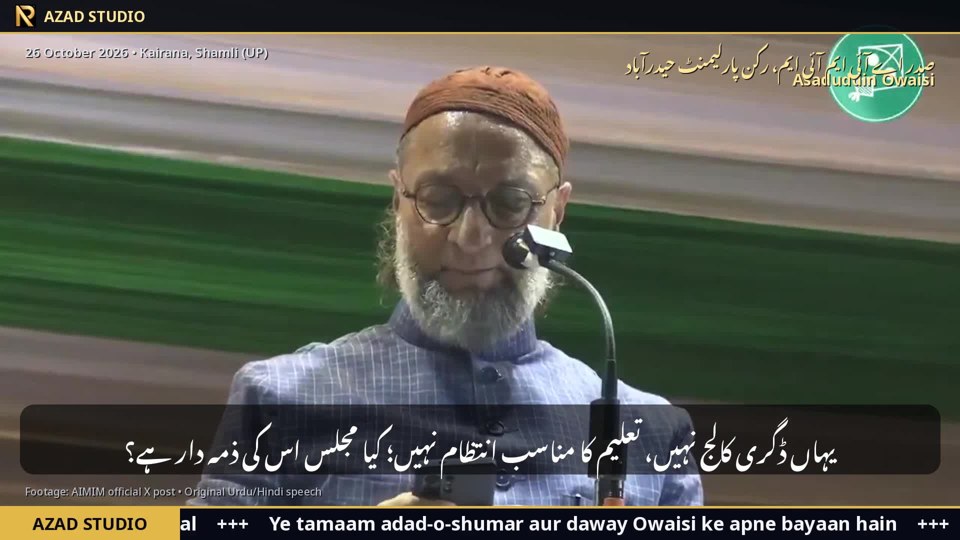 AZAD STUDIO
26 October 2026 • Kairana, Shamli (UP)
صدر اے آئی ایم آئی ایم، رکن پارلیمنٹ حیدرآباد
Asaduddin Owaisi
یہاں ڈگری کالج نہیں، تعلیم کا مناسب انتظام نہیں؛ کیا مجلس اس کی ذمہ دار ہے؟
Footage: AIMIM official X post • Original Urdu/Hindi speech
AZAD STUDIO
al +++ Ye tamaam adad-o-shumar aur daway Owaisi ke apne bayaan hain +++